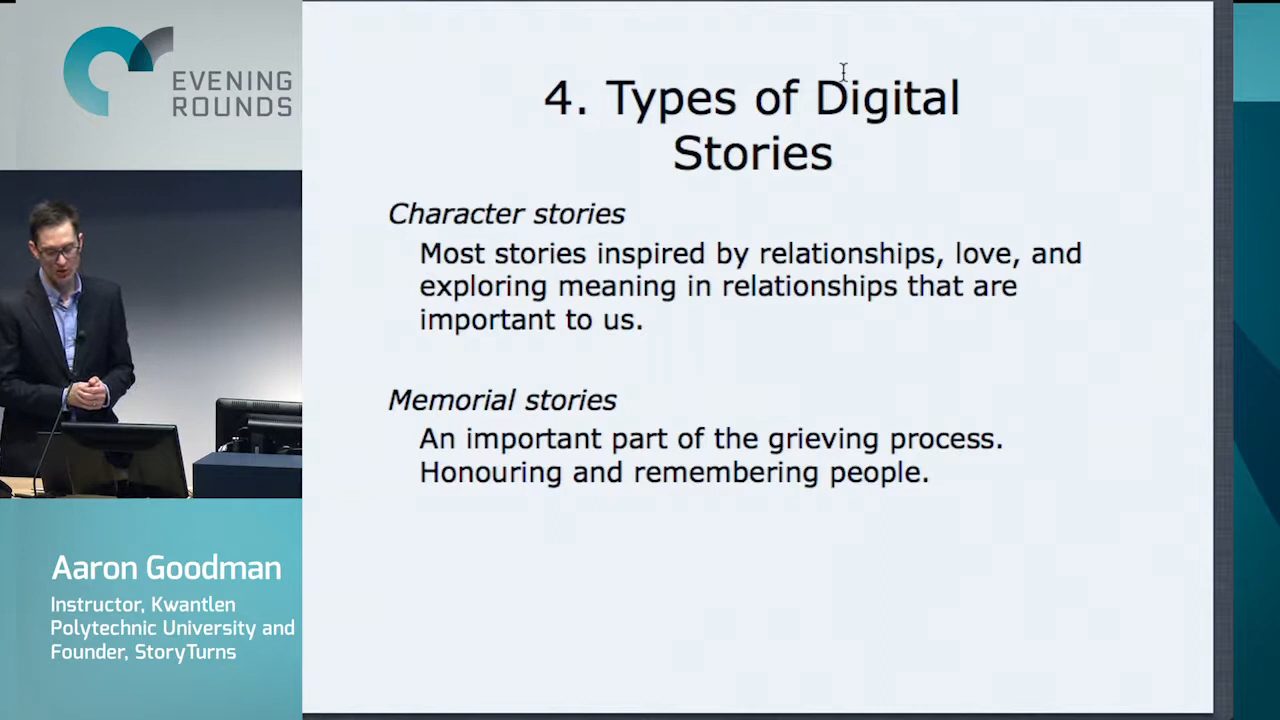 EVENING
ROUNDS
4. Types of Digital
Stories
Character stories
Most stories inspired by relationships, love, and
exploring meaning in relationships that are
important to us.
Memorial stories
An important part of the grieving process.
Honouring and remembering people.
Aaron Goodman
Instructor, Kwantlen
Polytechnic University and
Founder, StoryTurns